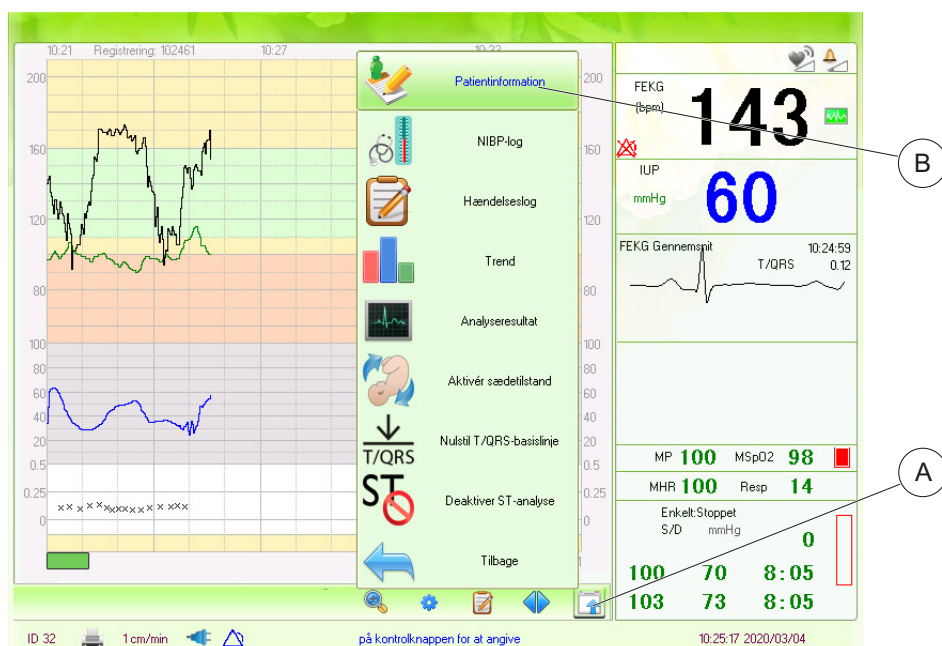 10:21 Registrering: 102461 10:27 10:33
200 200
160 160
120 120
80 80
100 100
80 80
60 60
40 40
20 20
0.5 0.5
0.25 0.25
0 0
Patientinformation
NIBP-log
Hændelseslog
Trend
Analyseresultat
Aktivér sædetilstand
T/QRS Nulstil T/QRS-basislinje
ST Deaktiver ST-analyse
Tilbage
FEKG
(bpm) 143
IUP
mmHg 60
FEKG Gennemsnit 10:24:59
T/QRS 0.12
MP 100 MSpO2 98
MHR 100 Resp 14
Enkelt:Stoppet
S/D mmHg
0
100 70 8:05
103 73 8:05
B
A
ID 32 1 cm/min på kontrolknappen for at angive 10:25:17 2020/03/04